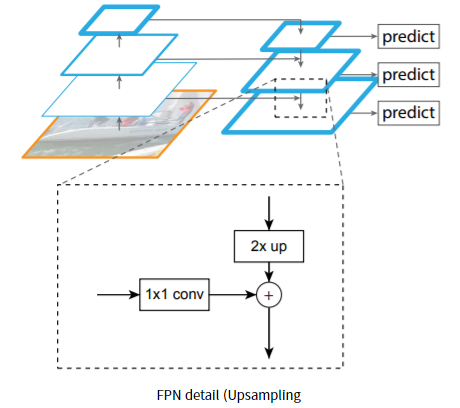 predict
predict
predict
2x up
1x1 conv
+
FPN detail (Upsampling